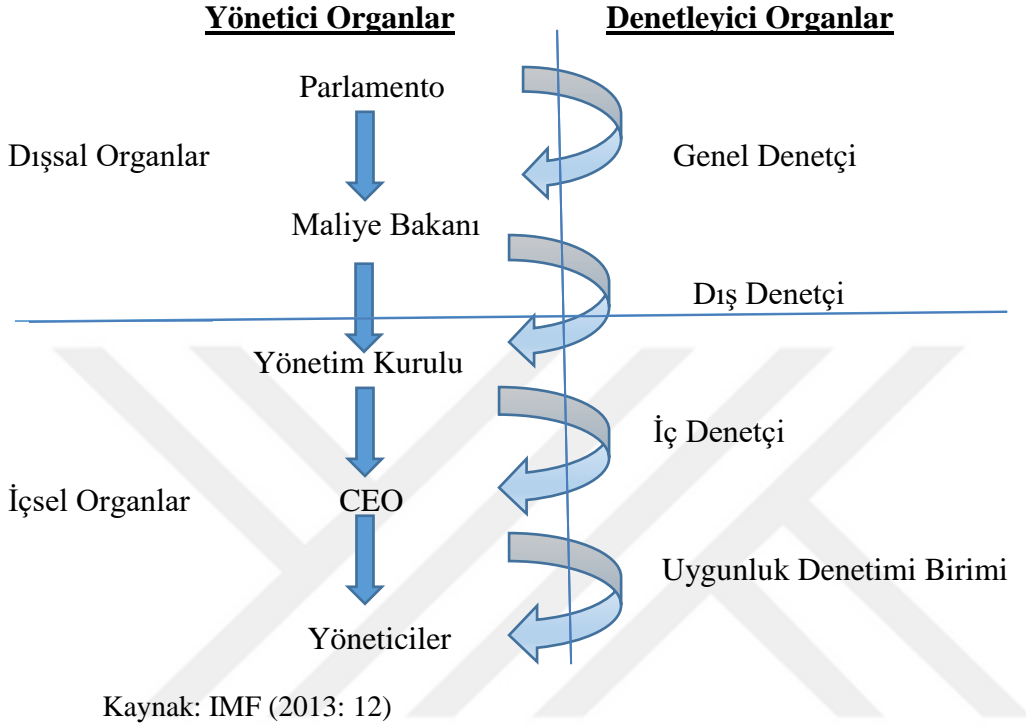 Yönetici Organlar
Denetleyici Organlar
Parlamento
Dışsal Organlar
Genel Denetçi
Maliye Bakanı
Dış Denetçi
Yönetim Kurulu
İç Denetçi
İçsel Organlar
CEO
Uygunluk Denetimi Birimi
Yöneticiler
Kaynak: IMF (2013: 12)